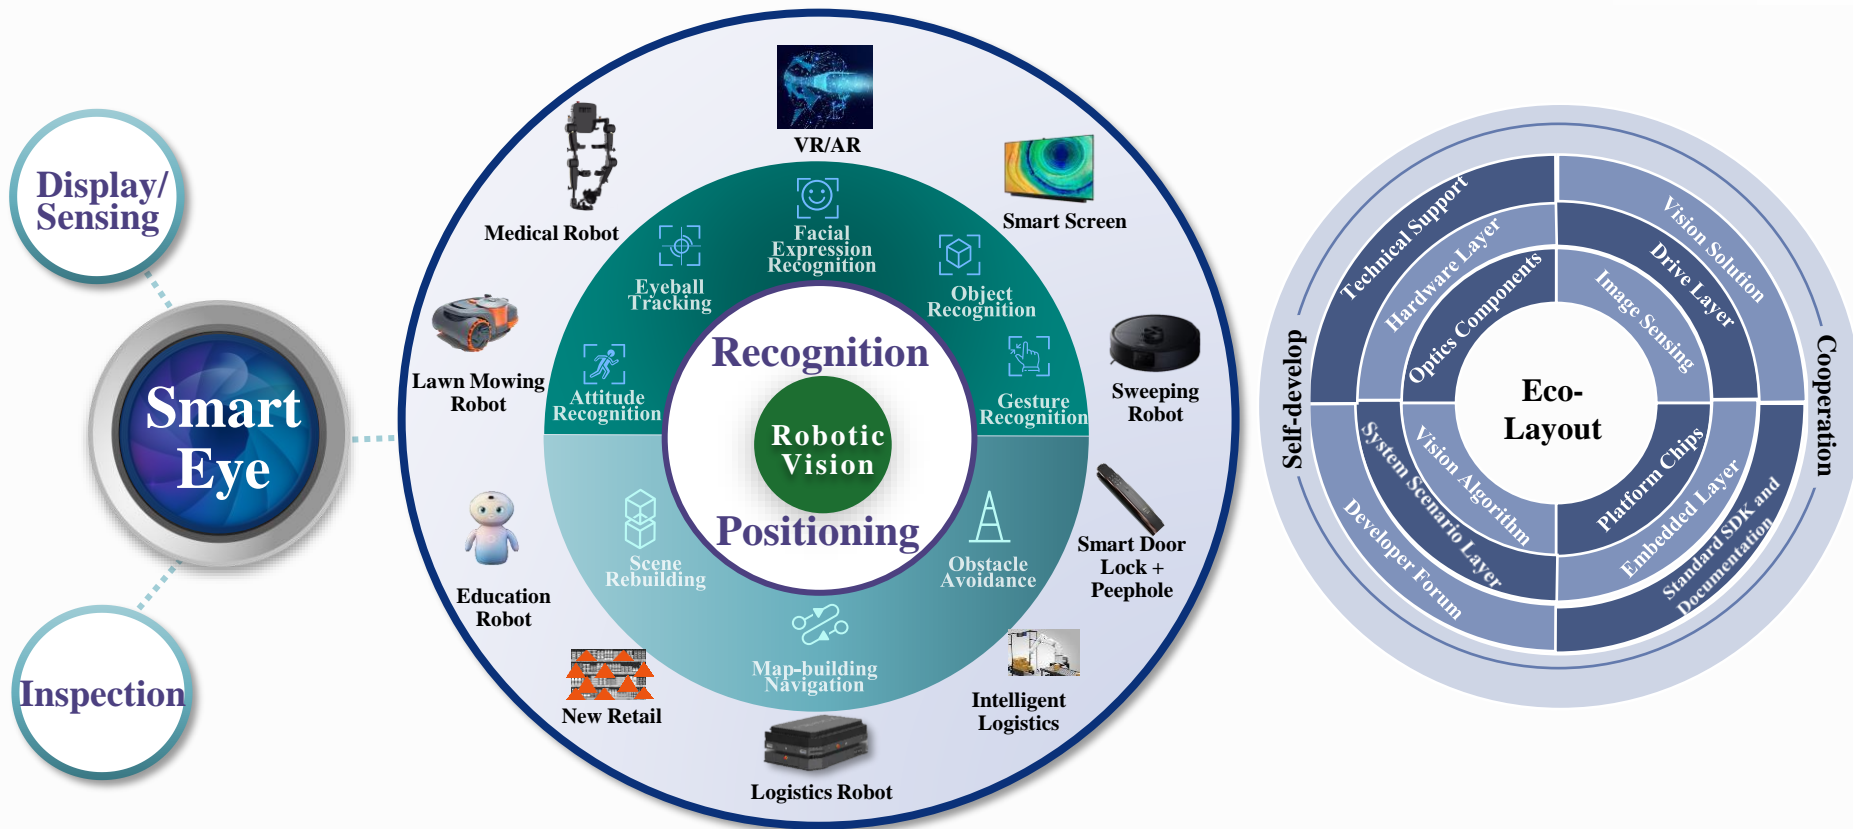 Display/
Sensing
Smart
Eye
Inspection
VR/AR
Medical Robot
Smart Screen
Lawn Mowing
Robot
Sweeping
Robot
Education
Robot
Smart Door
Lock +
Peephole
New Retail
Intelligent
Logistics
Logistics Robot
Facial
Expression
Recognition
Eyeball
Tracking
Object
Recognition
Attitude
Recognition
Gesture
Recognition
Recognition
Robotic
Vision
Positioning
Scene
Rebuilding
Obstacle
Avoidance
Map-building
Navigation
Self-develop
Cooperation
Technical Support
Vision Solution
Hardware Layer
Drive Layer
Optics Components
Image Sensing
Eco-
Layout
Vision Algorithm
Platform Chips
System Scenario Layer
Embedded Layer
Developer Forum
Standard SDK and
Documentation